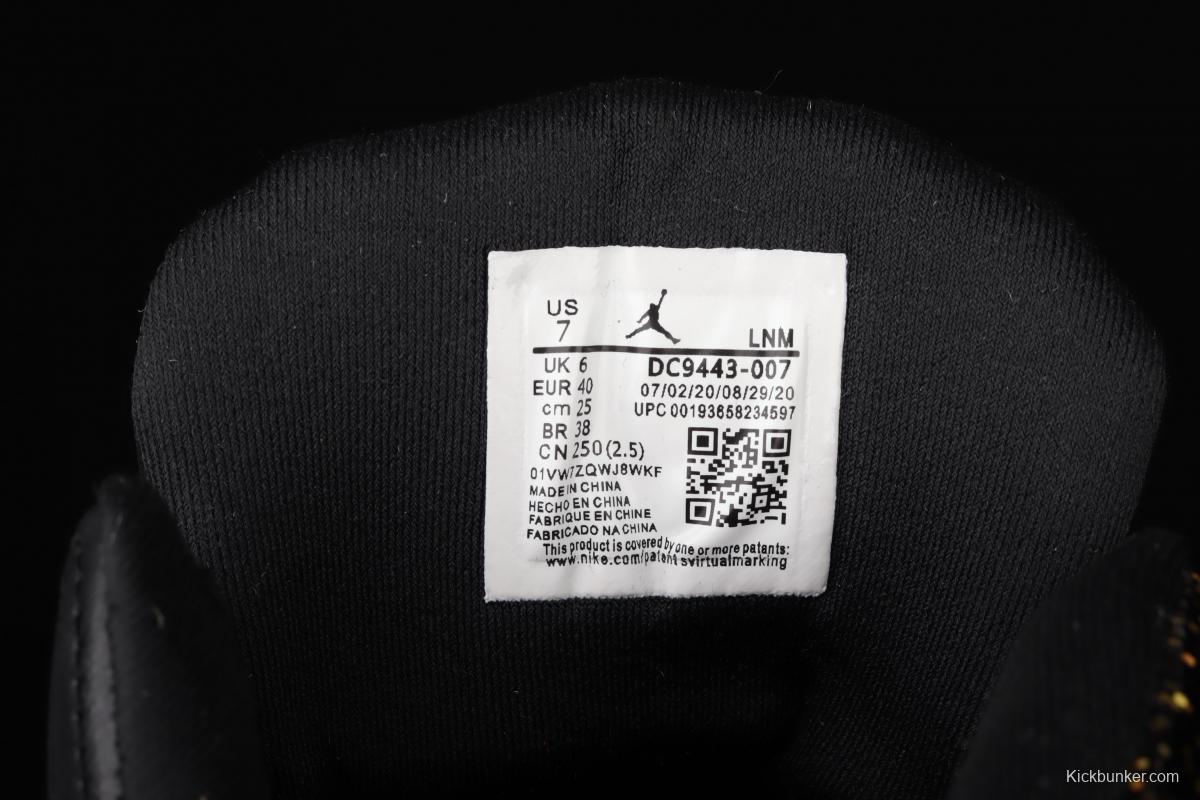 US
7
LNM
UK 6
DC9443-007
EUR 40
07/02/20/08/29/20
cm 25
UPC 00193658234597
BR 38
CN 250(2.5)
01VW7ZQWJ8WKF
MADE IN CHINA
HECHO EN CHINA
FABRIQUE EN CHINE
FABRICADO NA CHINA
This product is covered by one or more patants:
www.nike.com/patent svirtualmarking
Kickbunker.com